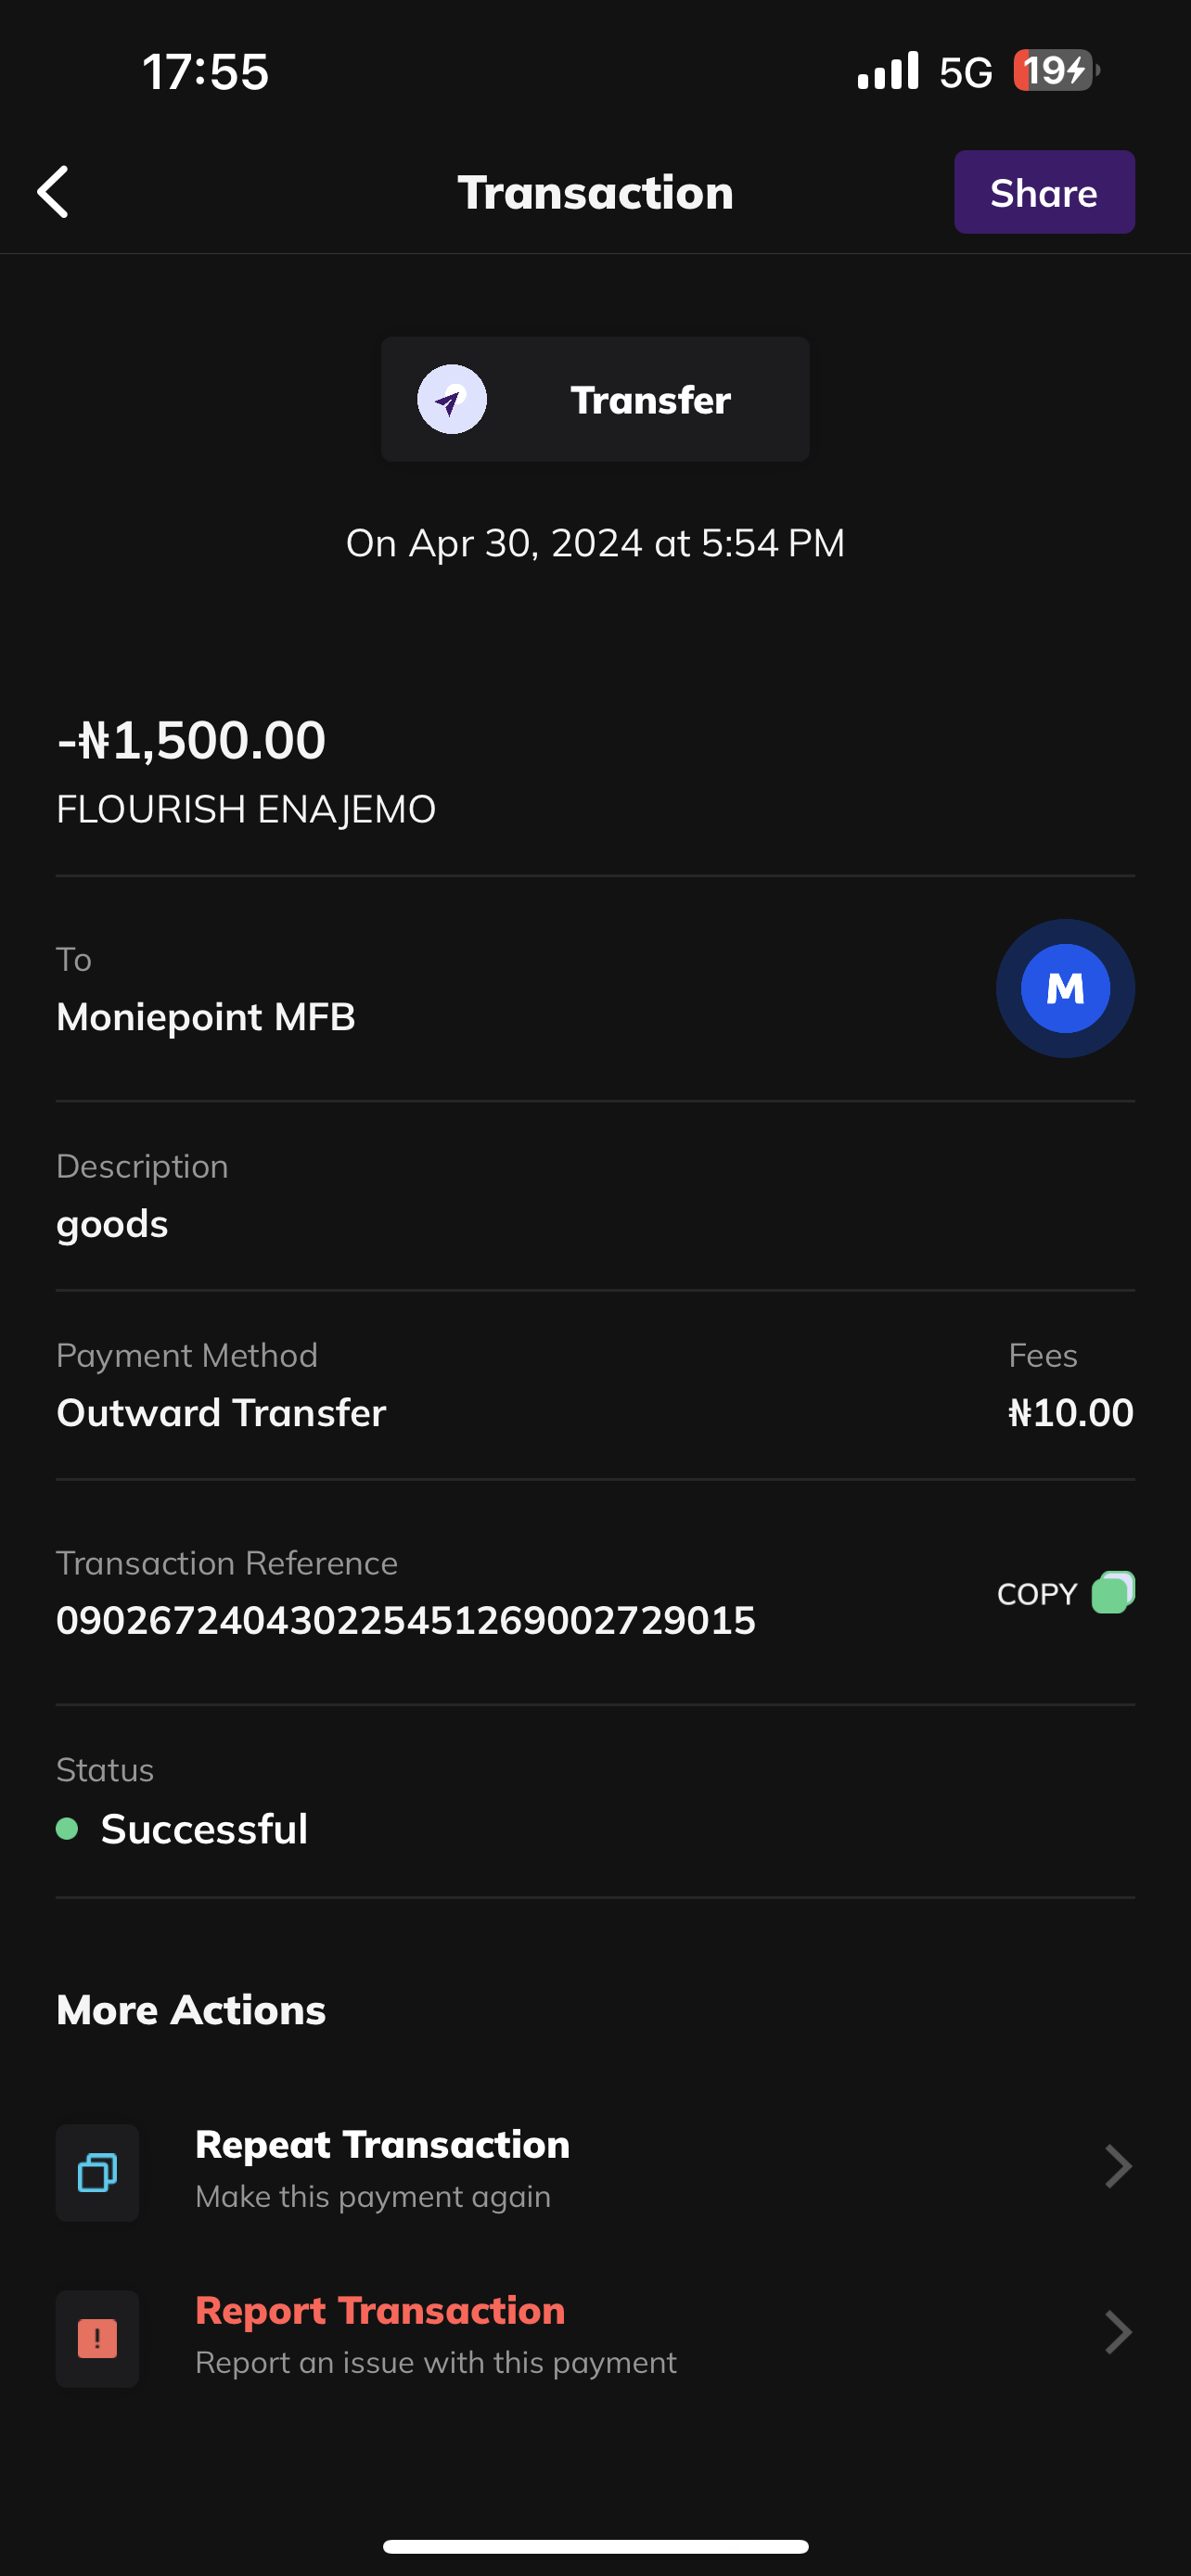 17:55 5G 19
Transaction
Share
Transfer
On Apr 30, 2024 at 5:54 PM
-₦1,500.00
FLOURISH ENAJEMO
To
Moniepoint MFB
M
Description
goods
Payment Method
Outward Transfer
Fees
₦10.00
Transaction Reference
090267240430225451269002729015
COPY
Status
Successful
More Actions
Repeat Transaction
Make this payment again
!
Report Transaction
Report an issue with this payment